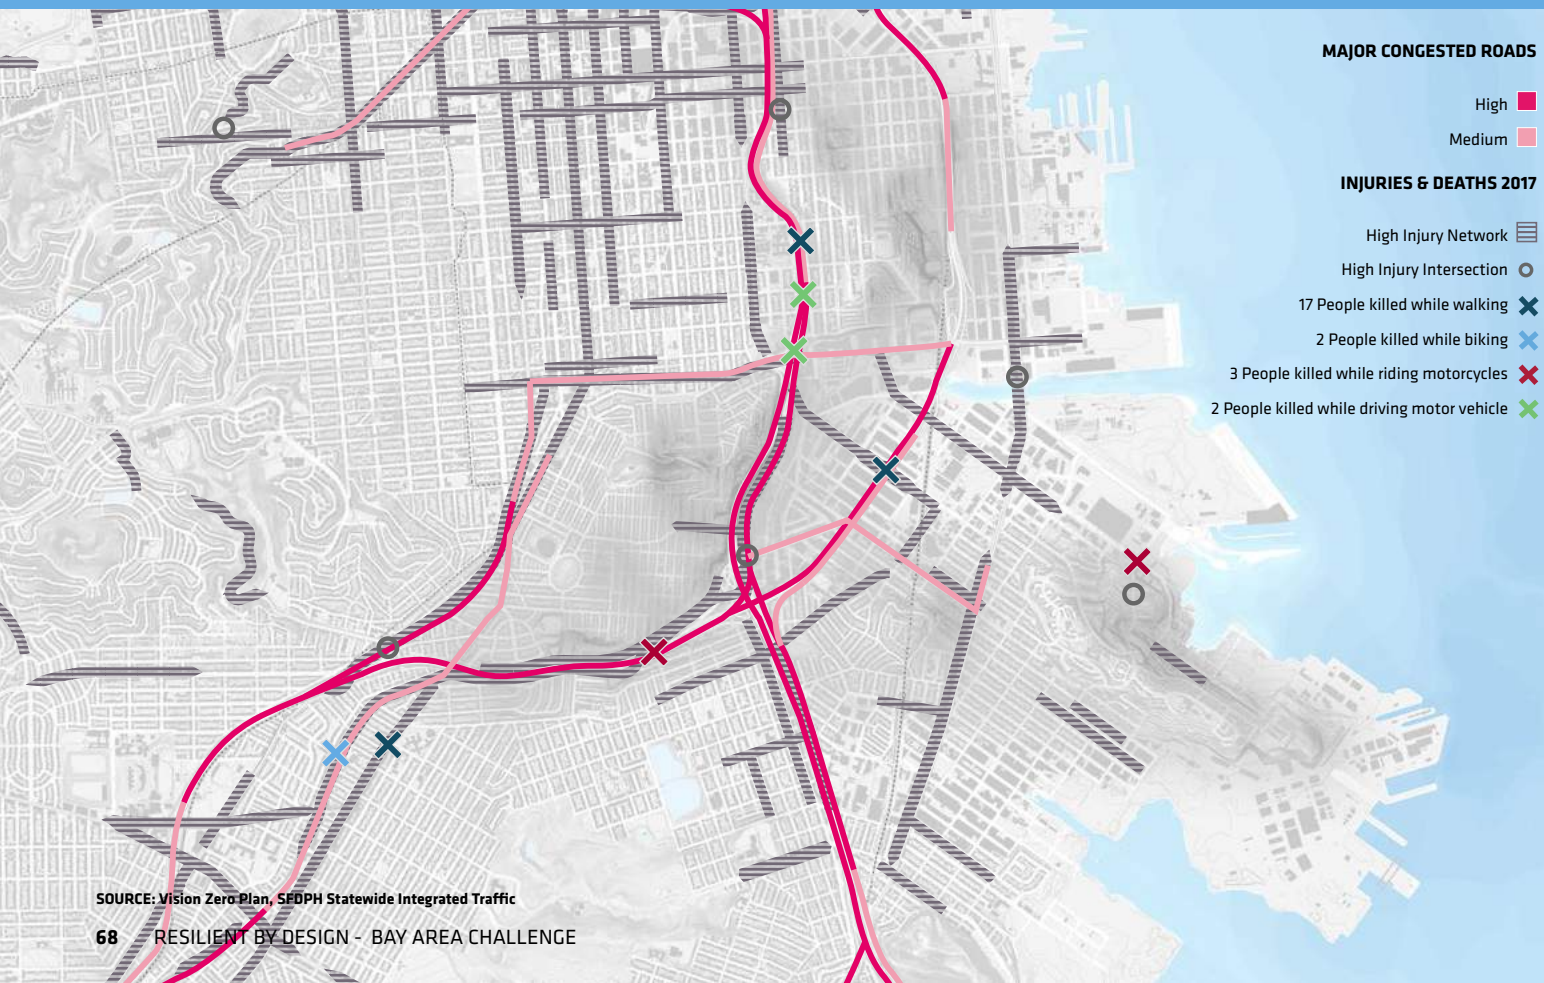 MAJOR CONGESTED ROADS
High
Medium
INJURIES & DEATHS 2017
High Injury Network
High Injury Intersection
17 People killed while walking
2 People killed while biking
3 People killed while riding motorcycles
2 People killed while driving motor vehicle
SOURCE: Vision Zero Plan, SFDPH Statewide Integrated Traffic
68 RESILIENT BY DESIGN - BAY AREA CHALLENGE